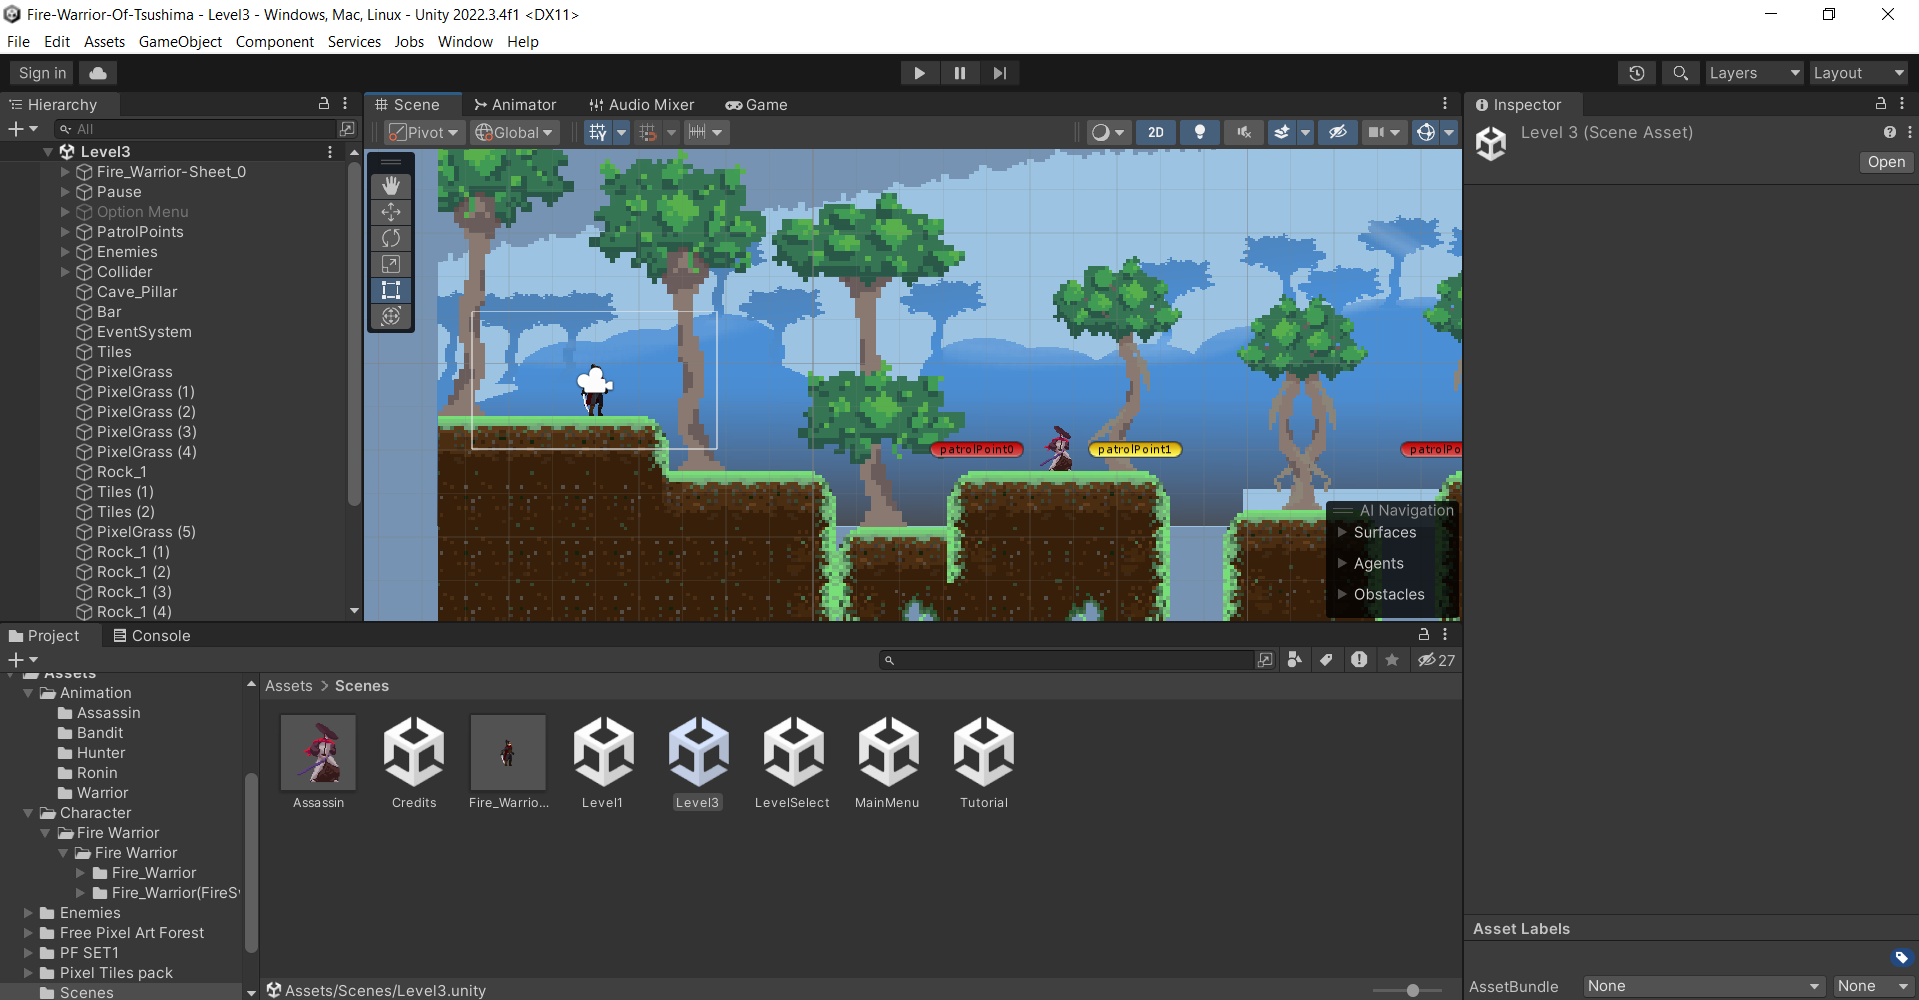 Fire-Warrior-Of-Tsushima - Level3 - Windows, Mac, Linux - Unity 2022.3.4f1 <DX11>
File Edit Assets GameObject Component Services Jobs Window Help
Sign in
Layers
Layout
Hierarchy
All
Level3
Fire_Warrior-Sheet_0
Pause
Option Menu
PatrolPoints
Enemies
Collider
Cave_Pillar
Bar
EventSystem
Tiles
PixelGrass
PixelGrass (1)
PixelGrass (2)
PixelGrass (3)
PixelGrass (4)
Rock_1
Tiles (1)
Tiles (2)
PixelGrass (5)
Rock_1 (1)
Rock_1 (2)
Rock_1 (3)
Rock_1 (4)
Scene Animator Audio Mixer Game
Pivot Global 2D
patrolPoint0
patrolPoint1
patrolPo
AI Navigation
Surfaces
Agents
Obstacles
Inspector
Level 3 (Scene Asset)
Open
Project Console
27
Assets
Animation
Assassin
Bandit
Hunter
Ronin
Warrior
Character
Fire Warrior
Fire Warrior
Fire_Warrior
Fire_Warrior(FireS
Enemies
Free Pixel Art Forest
PF SET1
Pixel Tiles pack
Scenes
Assets > Scenes
Assassin
Credits
Fire_Warrio...
Level1
Level3
LevelSelect
MainMenu
Tutorial
Assets/Scenes/Level3.unity
Asset Labels
AssetBundle None None